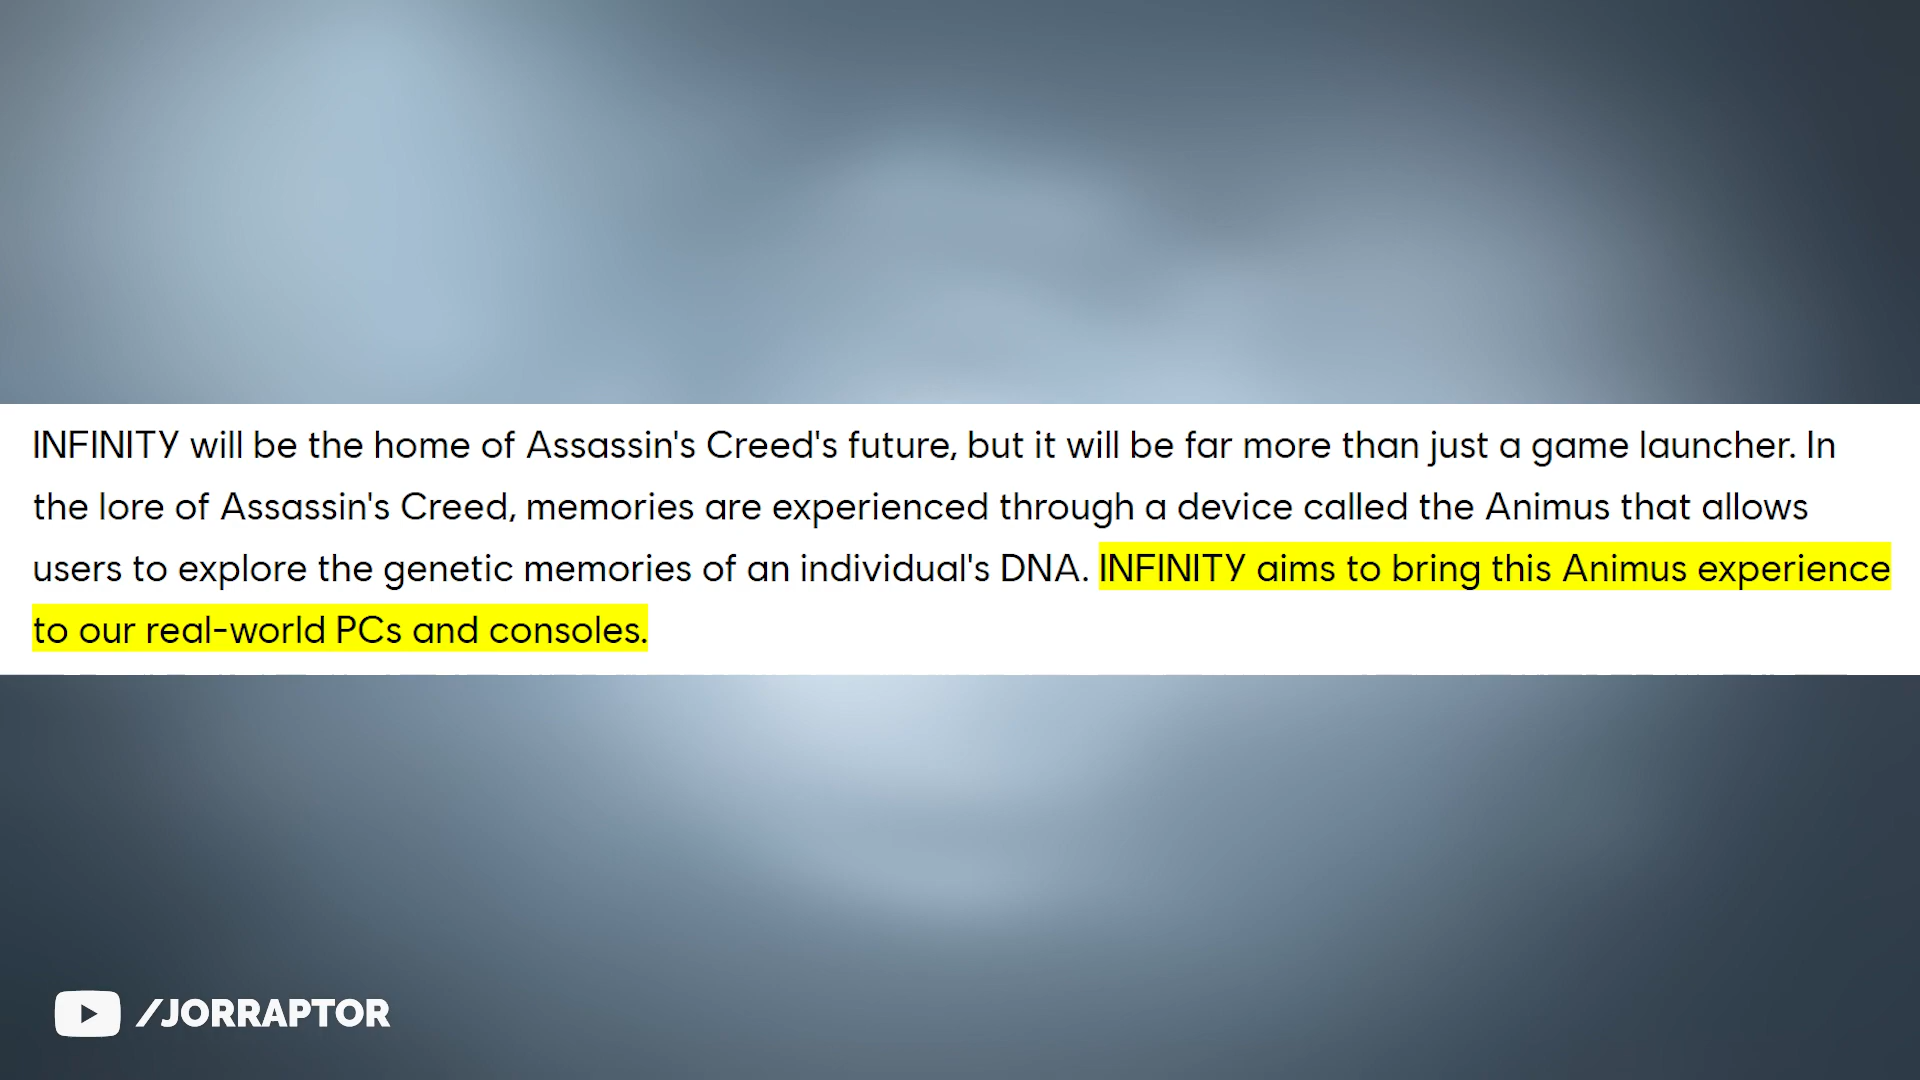 INFINITY will be the home of Assassin's Creed's future, but it will be far more than just a game launcher. In
the lore of Assassin's Creed, memories are experienced through a device called the Animus that allows
users to explore the genetic memories of an individual's DNA. INFINITY aims to bring this Animus experience
to our real-world PCs and consoles.
/JORRAPTOR